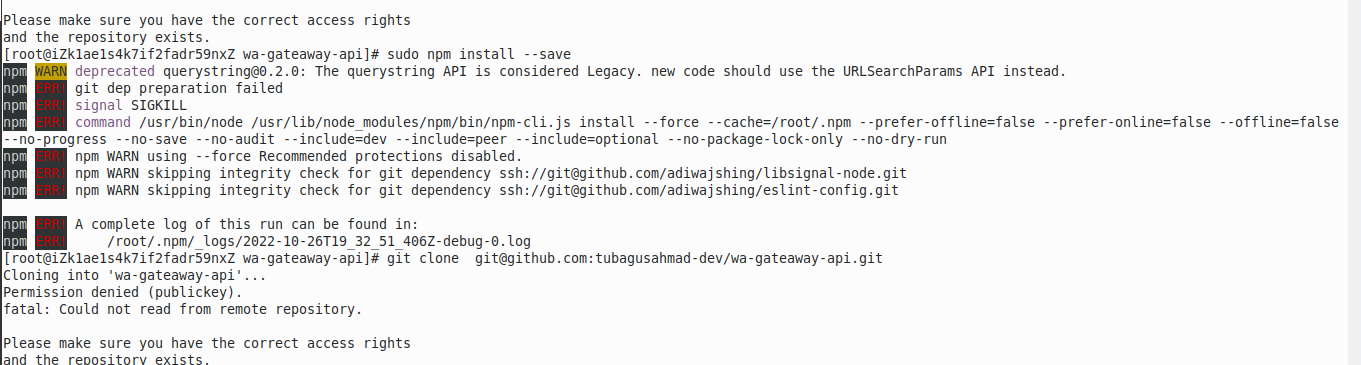 Please make sure you have the correct access rights
and the repository exists.
[root@iZk1ae1s4k7if2fadr59nxZ wa-gateaway-api]# sudo npm install --save
npm WARN deprecated querystring@0.2.0: The querystring API is considered Legacy. new code should use the URLSearchParams API instead.
npm ERR! git dep preparation failed
npm ERR! signal SIGKILL
npm ERR! command /usr/bin/node /usr/lib/node_modules/npm/bin/npm-cli.js install --force --cache=/root/.npm --prefer-offline=false --prefer-online=false --offline=false
--no-progress --no-save --no-audit --include=dev --include=peer --include=optional --no-package-lock-only --no-dry-run
npm ERR! npm WARN using --force Recommended protections disabled.
npm ERR! npm WARN skipping integrity check for git dependency ssh://git@github.com/adiwajshing/libsignal-node.git
npm ERR! npm WARN skipping integrity check for git dependency ssh://git@github.com/adiwajshing/eslint-config.git
npm ERR! A complete log of this run can be found in:
npm ERR!     /root/.npm/_logs/2022-10-26T19_32_51_406Z-debug-0.log
[root@iZk1ae1s4k7if2fadr59nxZ wa-gateaway-api]# git clone  git@github.com:tubagusahmad-dev/wa-gateaway-api.git
Cloning into 'wa-gateaway-api'...
Permission denied (publickey).
fatal: Could not read from remote repository.
Please make sure you have the correct access rights
and the repository exists.